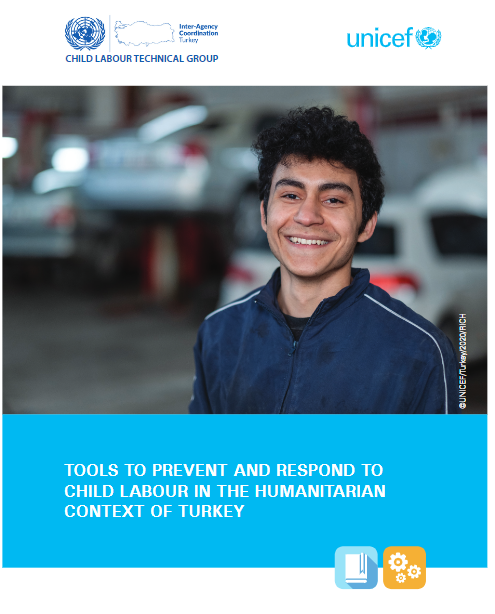 Inter-Agency
Coordination
Turkey
CHILD LABOUR TECHNICAL GROUP
unicef
©UNICEF/Turkey/2020/RICH
TOOLS TO PREVENT AND RESPOND TO
CHILD LABOUR IN THE HUMANITARIAN
CONTEXT OF TURKEY